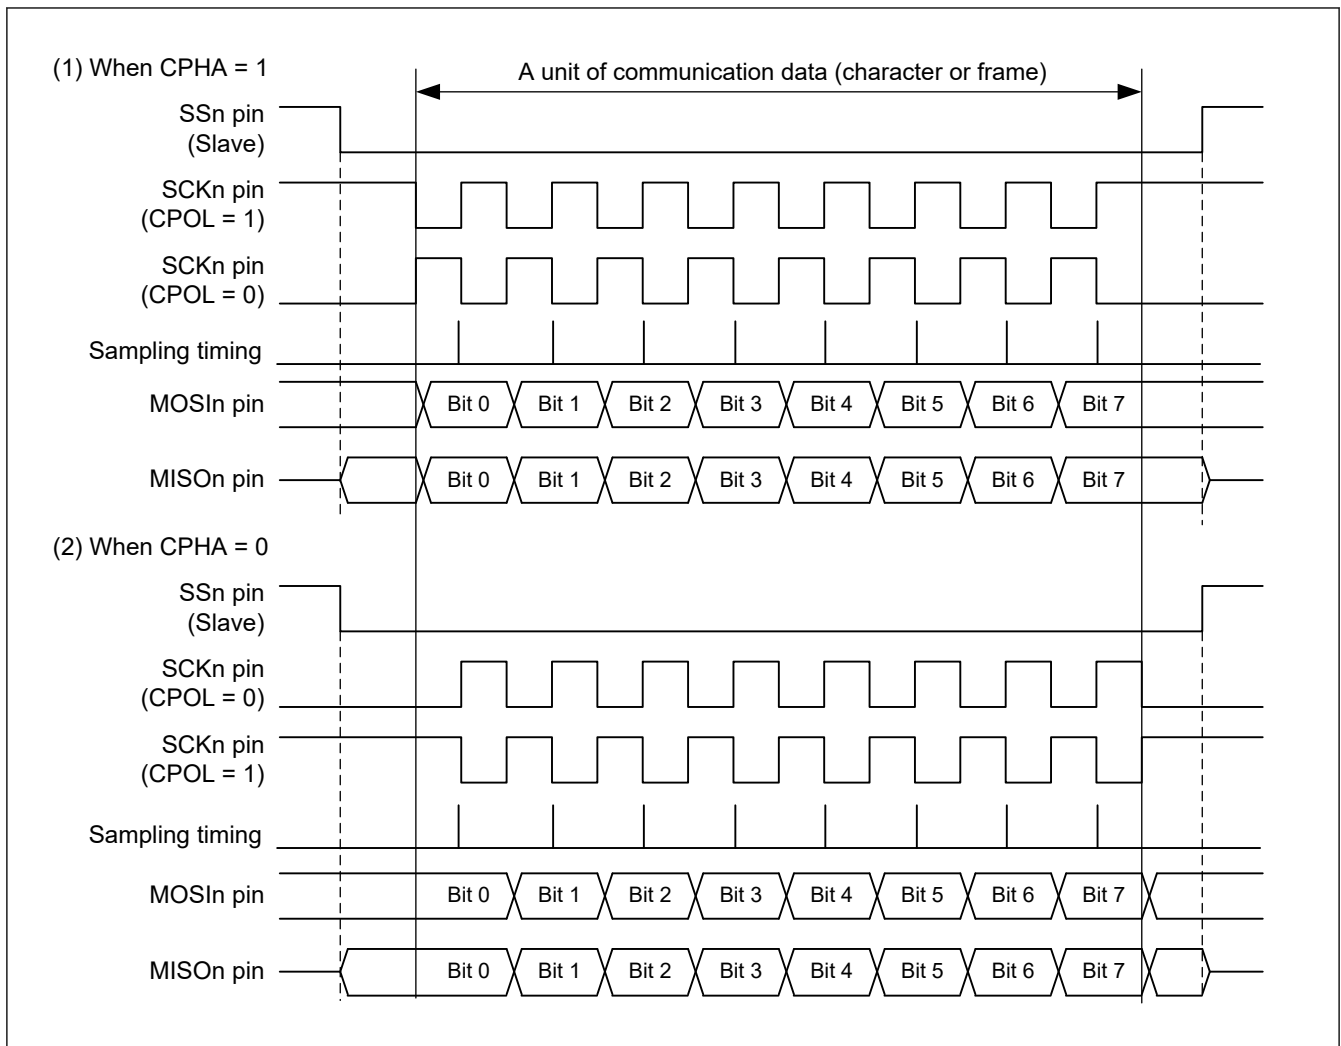 (1) When CPHA = 1
A unit of communication data (character or frame)
SSn pin
(Slave)
SCKn pin
(CPOL = 1)
SCKn pin
(CPOL = 0)
Sampling timing
MOSIn pin Bit 0 Bit 1 Bit 2 Bit 3 Bit 4 Bit 5 Bit 6 Bit 7
MISOn pin Bit 0 Bit 1 Bit 2 Bit 3 Bit 4 Bit 5 Bit 6 Bit 7
(2) When CPHA = 0
SSn pin
(Slave)
SCKn pin
(CPOL = 0)
SCKn pin
(CPOL = 1)
Sampling timing
MOSIn pin Bit 0 Bit 1 Bit 2 Bit 3 Bit 4 Bit 5 Bit 6 Bit 7
MISOn pin Bit 0 Bit 1 Bit 2 Bit 3 Bit 4 Bit 5 Bit 6 Bit 7